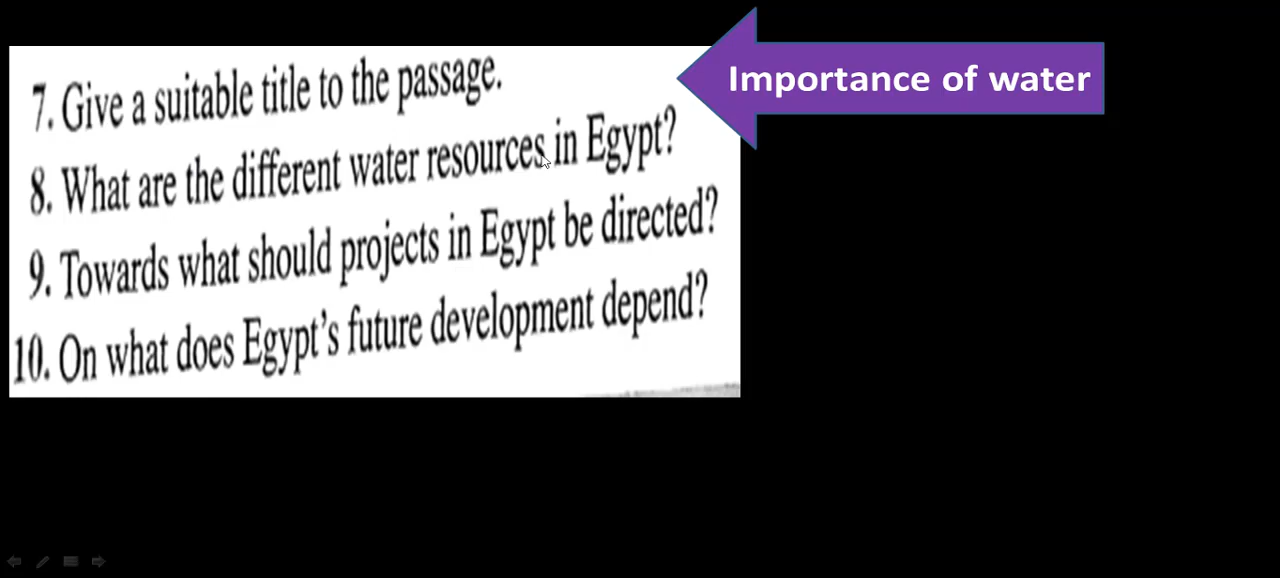 7. Give a suitable title to the passage.
Importance of water
8. What are the different water resources in Egypt?
9. Towards what should projects in Egypt be directed?
10. On what does Egypt's future development depend?